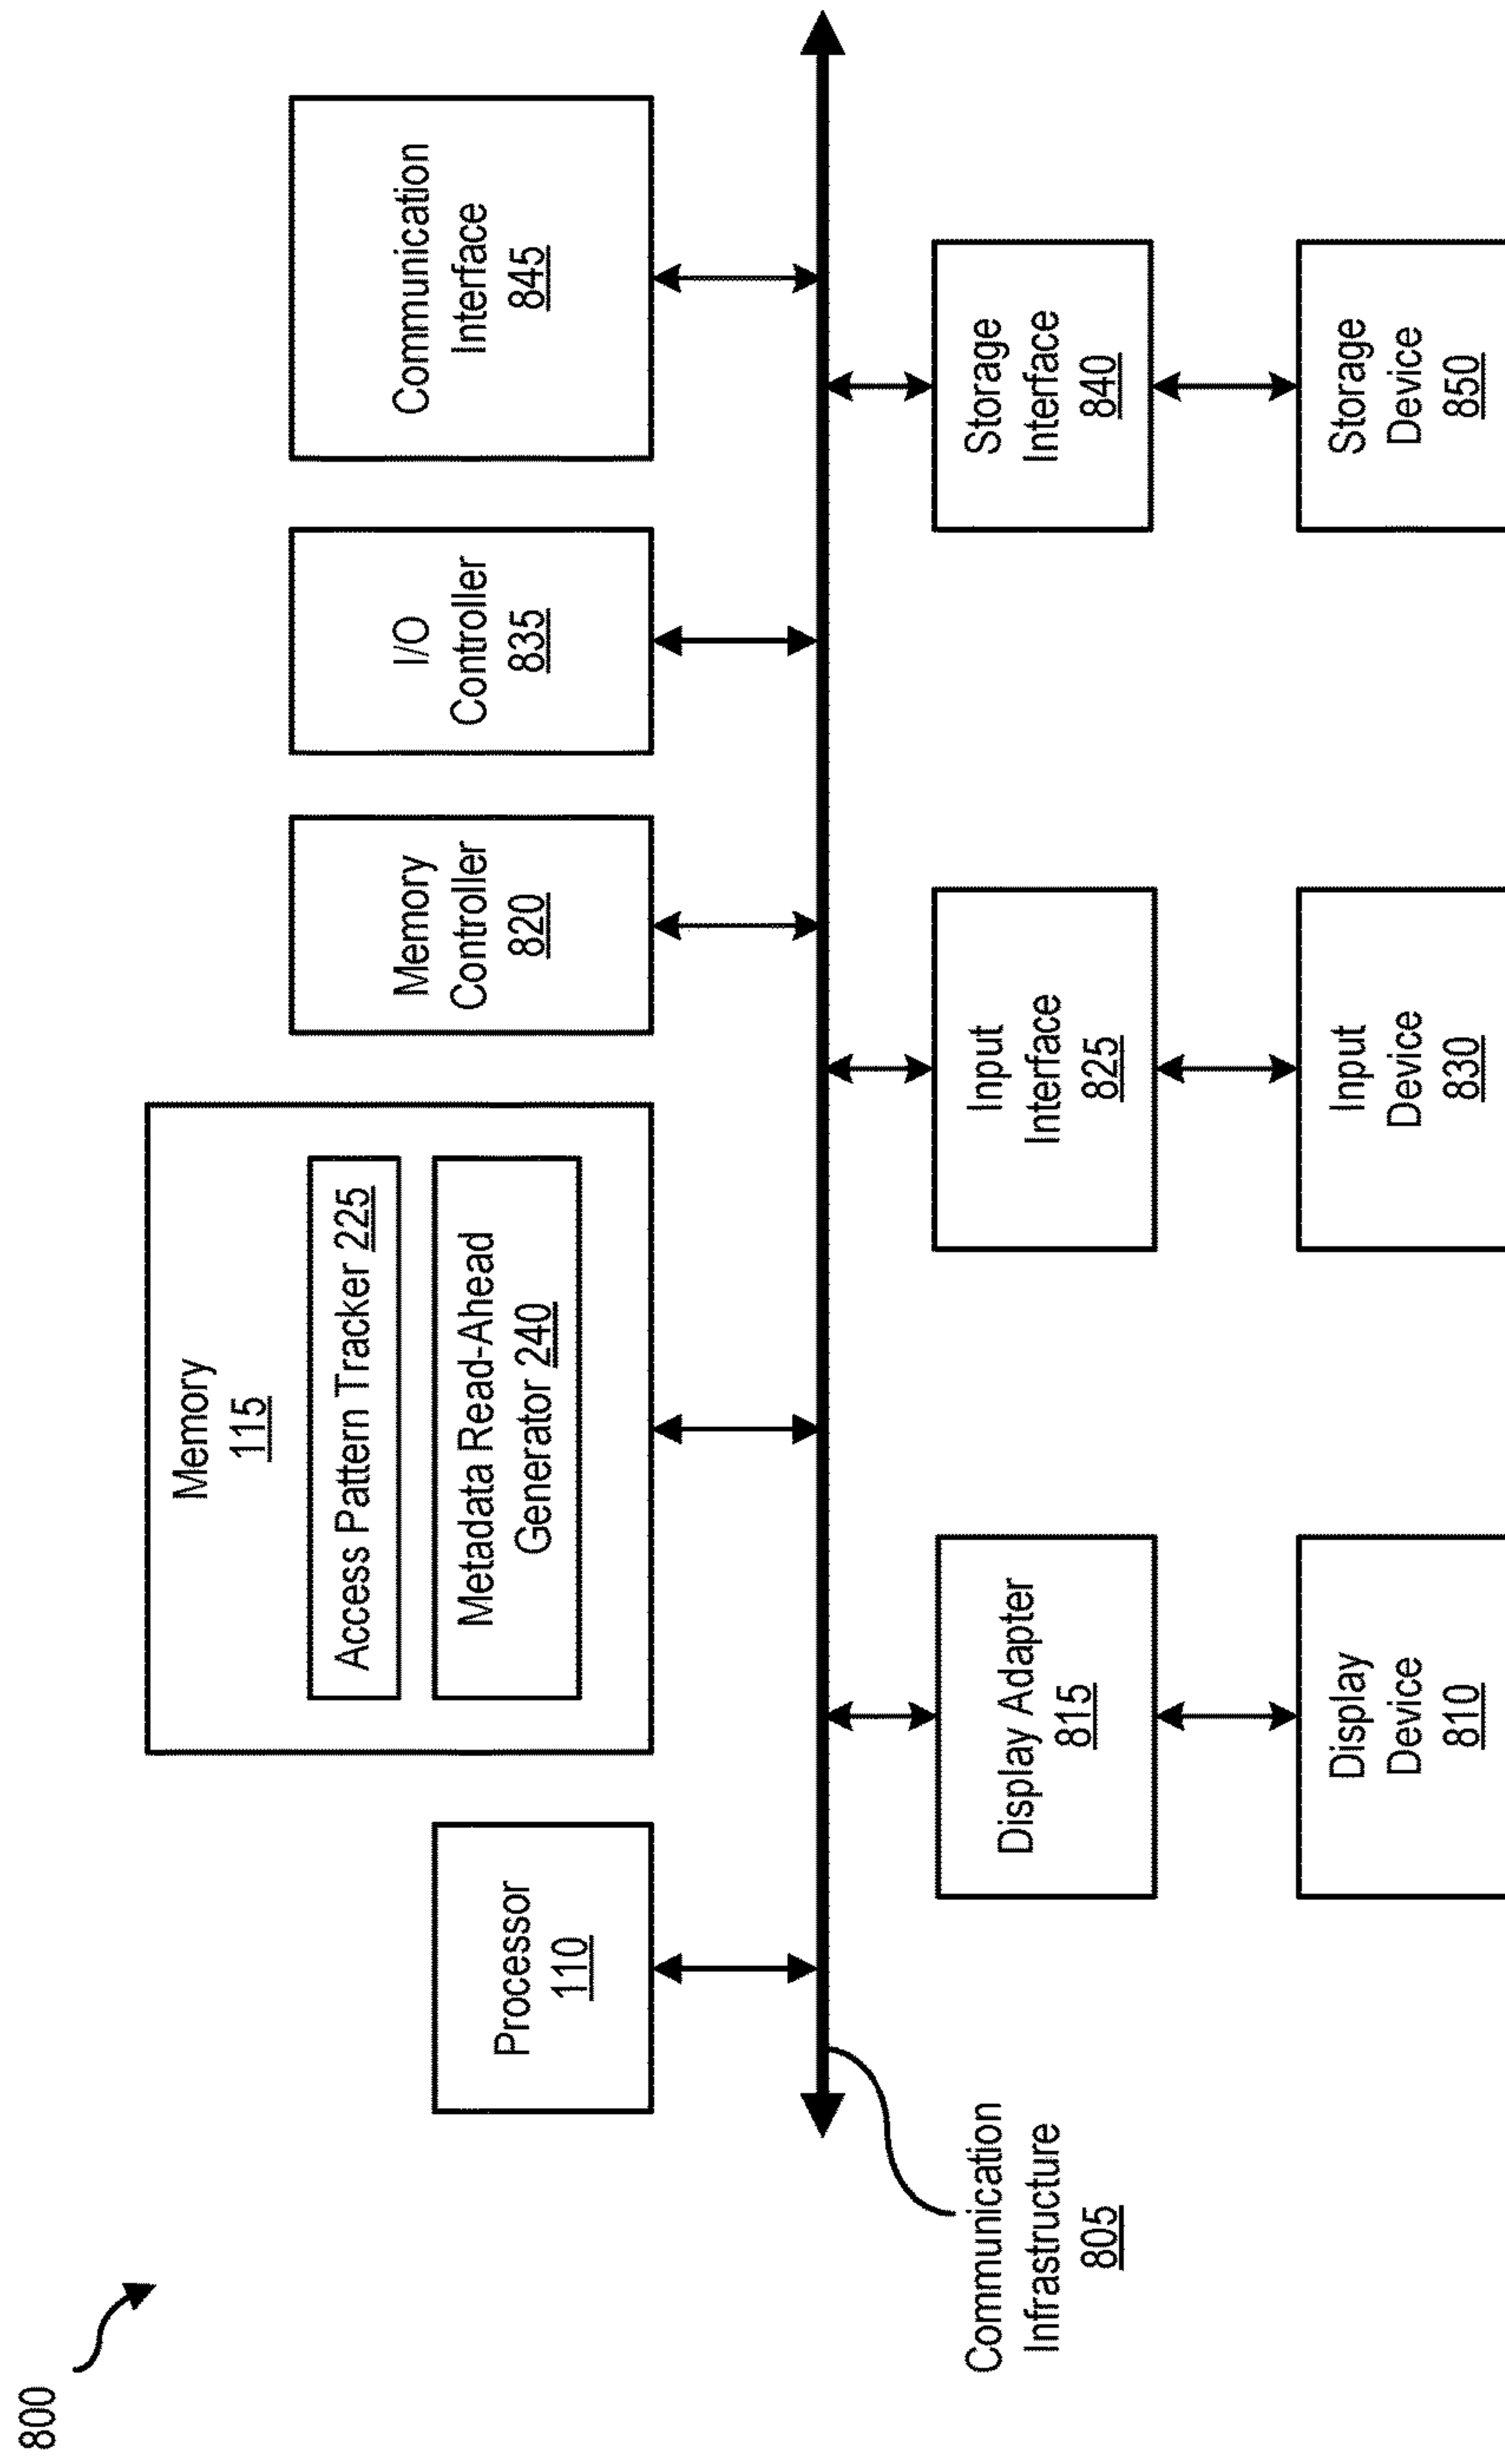 800
Processor
110
Memory
115
Access Pattern Tracker 225
Metadata Read-Ahead
Generator 240
Memory
Controller
820
I/O
Controller
835
Communication
Interface
845
Communication
Infrastructure
805
Display Adapter
815
Input
Interface
825
Storage
Interface
840
Display
Device
810
Input
Device
830
Storage
Device
850